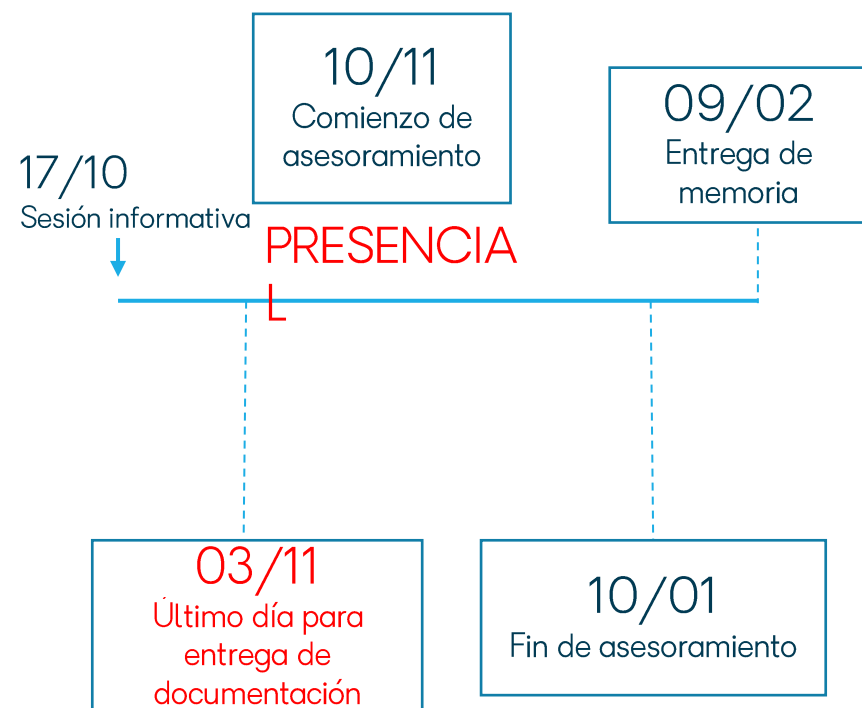 17/10
Sesión informativa
10/11
Comienzo de
asesoramiento
PRESENCIA
L
09/02
Entrega de
memoria
03/11
Último día para
entrega de
documentación
10/01
Fin de asesoramiento